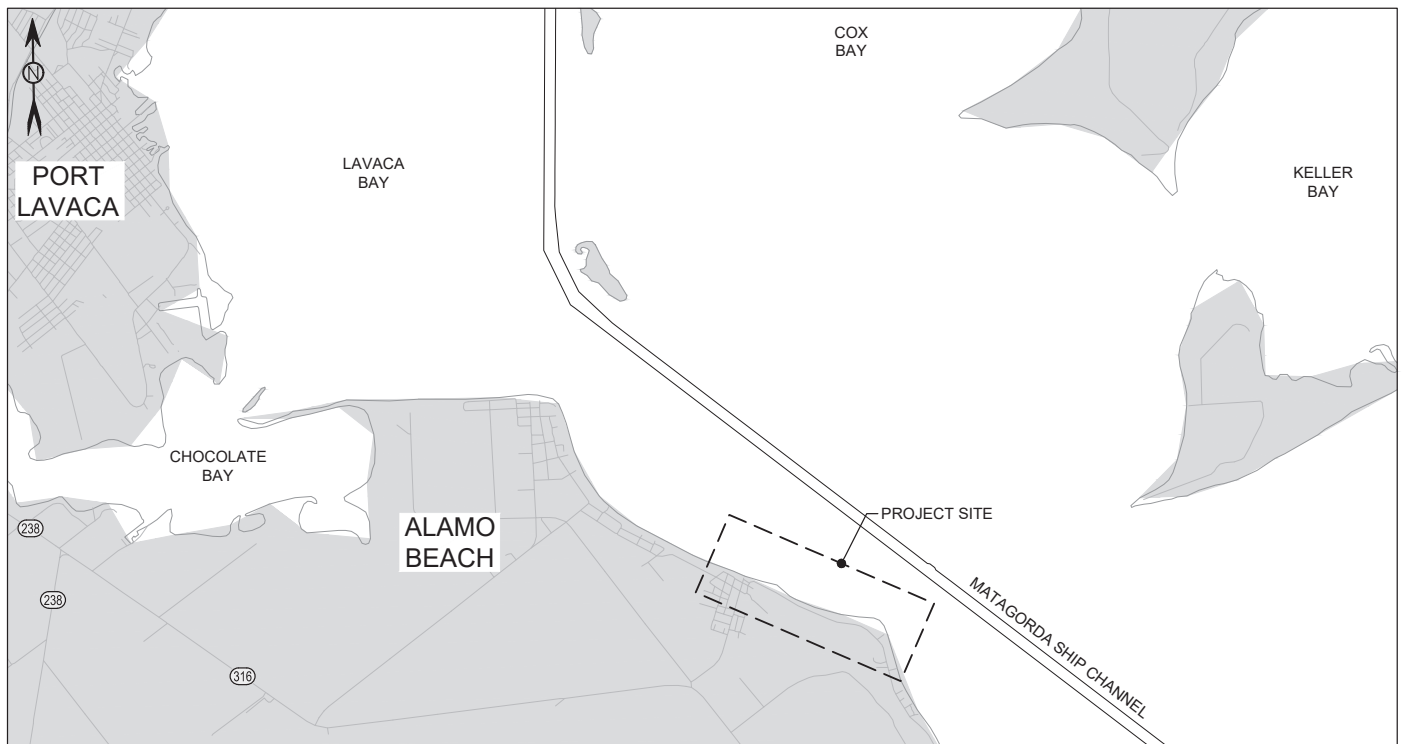 COX
BAY
N
LAVACA
BAY
PORT
LAVACA
KELLER
BAY
CHOCOLATE
BAY
ALAMO
BEACH
PROJECT SITE
238
238
316
MATAGORDA SHIP CHANNEL